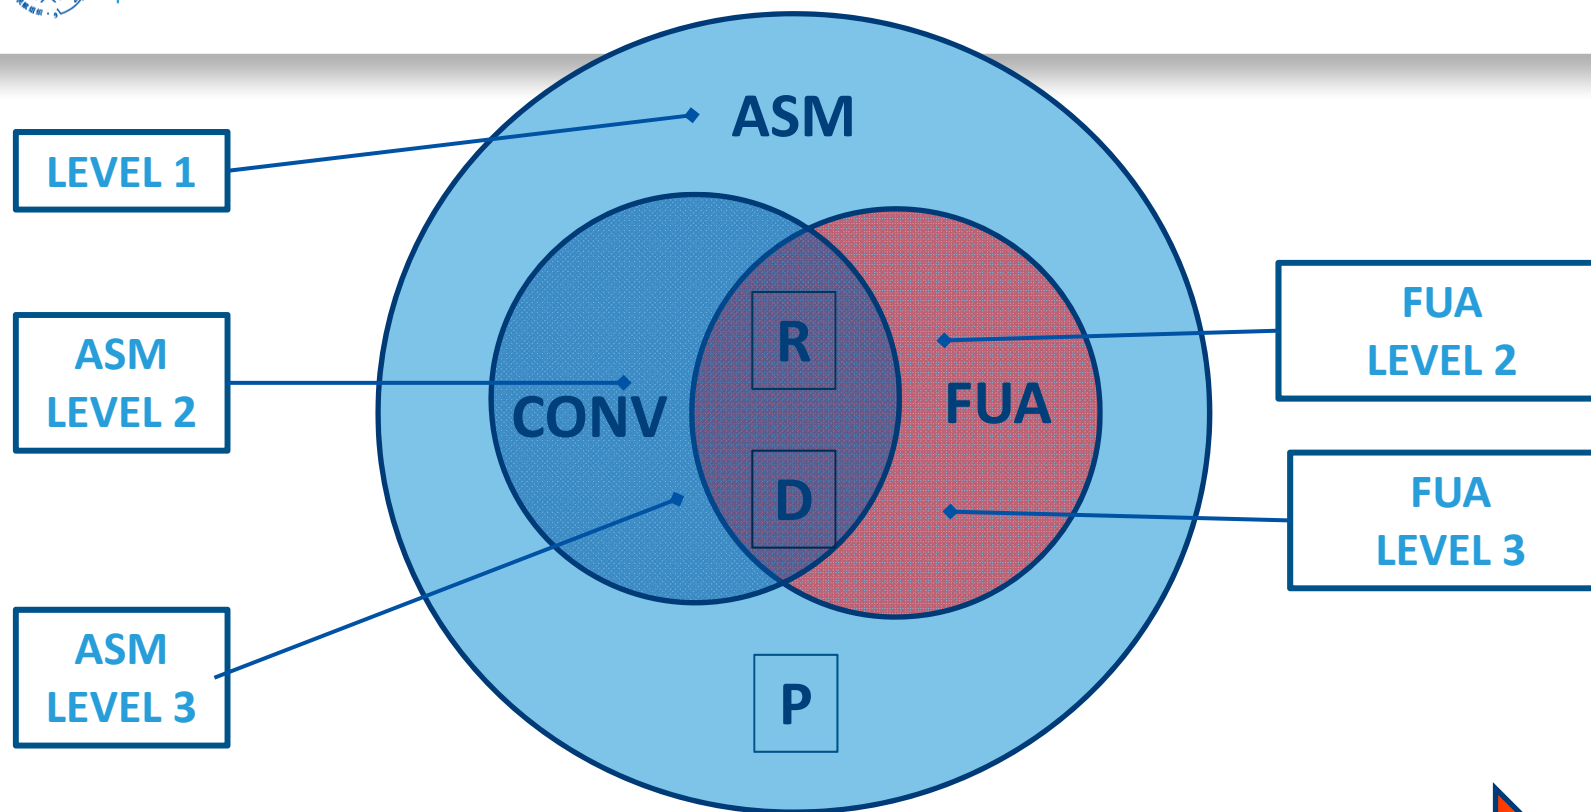 ASM
LEVEL 1
ASM
LEVEL 2
ASM
LEVEL 3
CONV
R
D
FUA
P
FUA
LEVEL 2
FUA
LEVEL 3